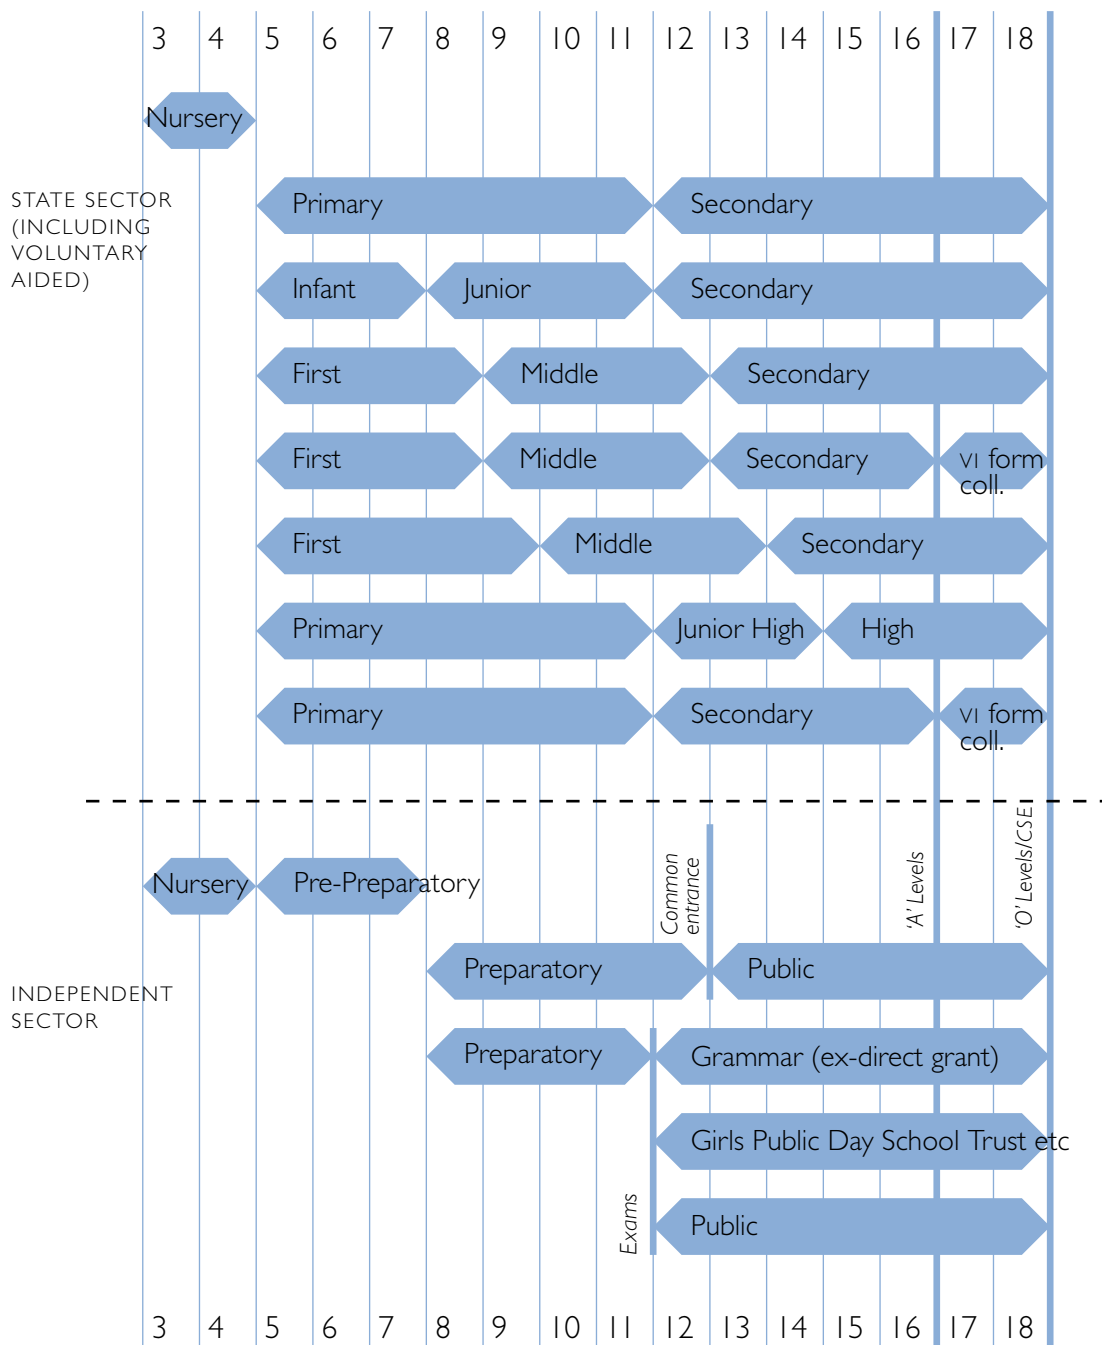 3 4 5 6 7 8 9 10 11 12 13 14 15 16 17 18
Nursery
STATE SECTOR
(INCLUDING
VOLUNTARY
AIDED)
Primary Secondary
Infant Junior Secondary
First Middle Secondary
First Middle Secondary VI form
coll.
First Middle Secondary
Primary Junior High High
Primary Secondary VI form
coll.
Common
entrance
'A' Levels
'O' Levels/CSE
Nursery Pre-Preparatory
INDEPENDENT
SECTOR
Preparatory Public
Preparatory Grammar (ex-direct grant)
Girls Public Day School Trust etc
Exams
Public
3 4 5 6 7 8 9 10 11 12 13 14 15 16 17 18